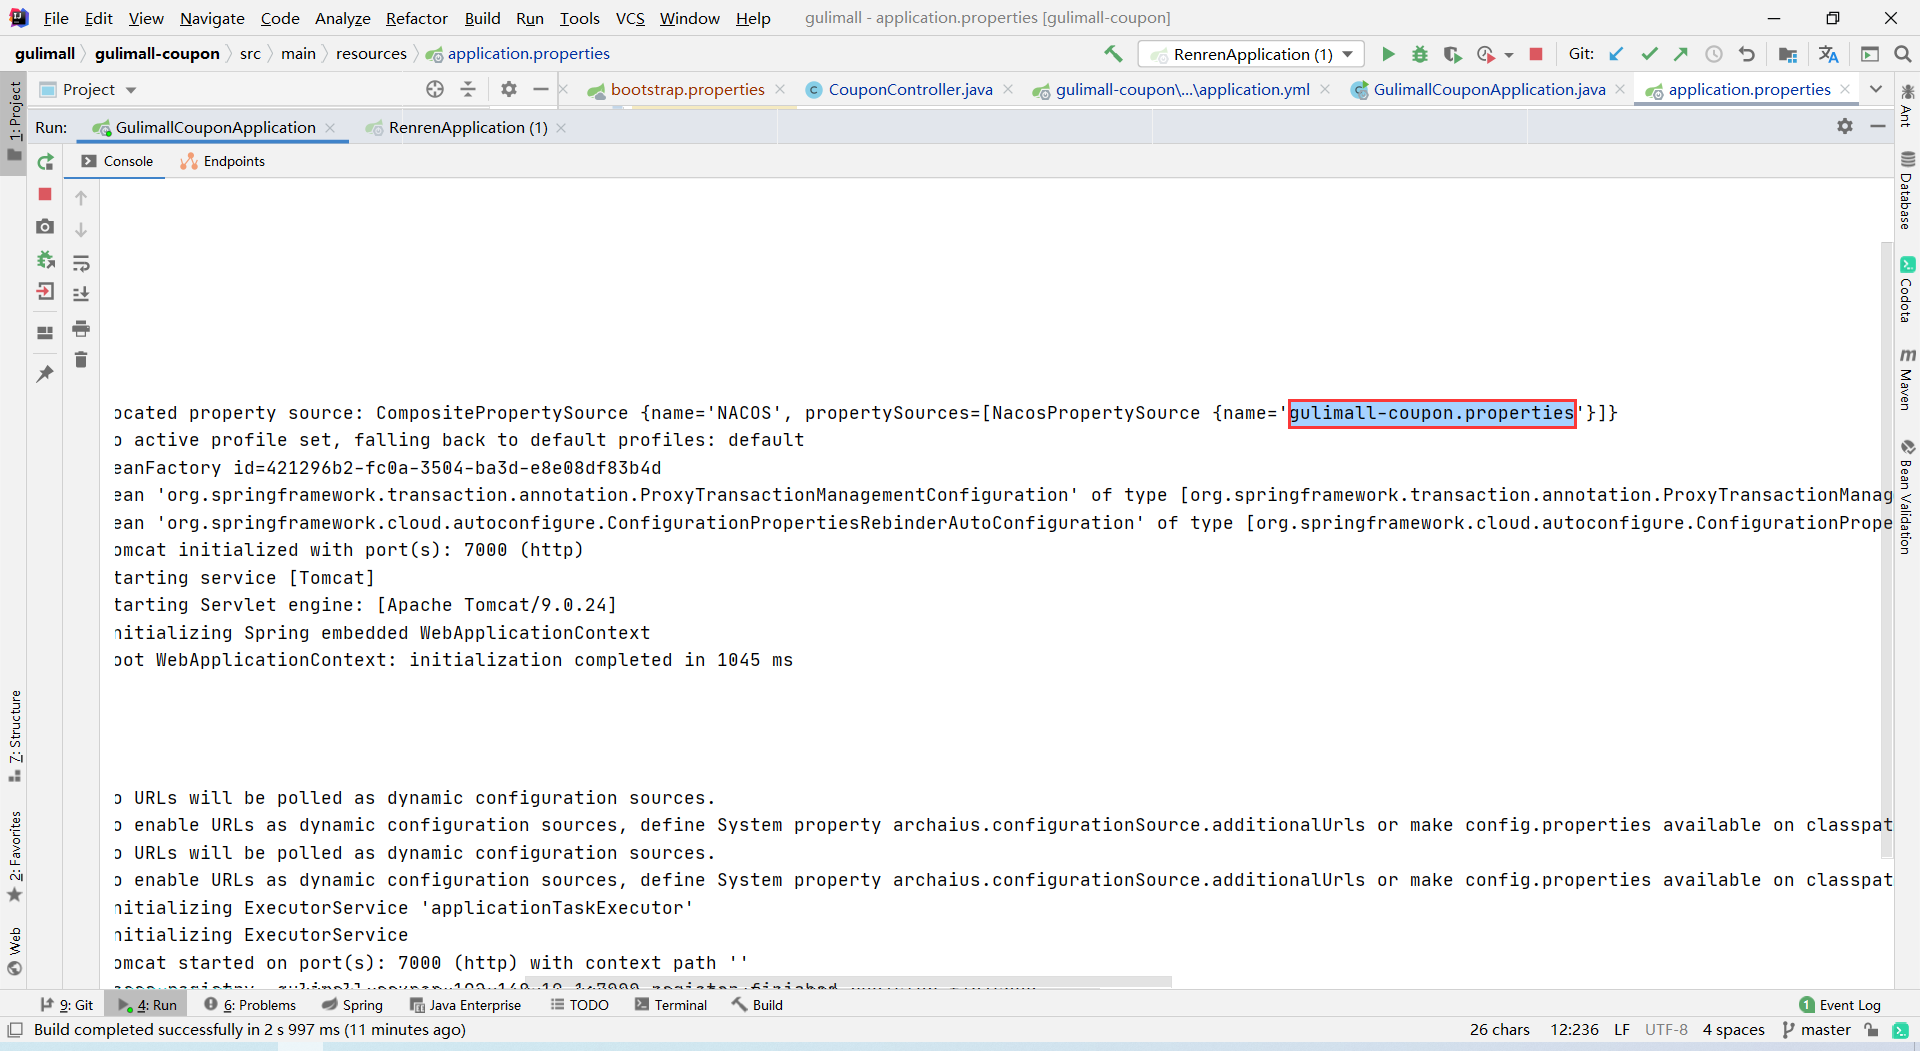 File Edit View Navigate Code Analyze Refactor Build Run Tools VCS Window Help gulimall - application.properties [gulimall-coupon]
gulimall gulimall-coupon src main resources application.properties RenrenApplication (1) Git:
Project bootstrap.properties CouponController.java gulimall-coupon\...\application.yml GulimallCouponApplication.java application.properties
Run: GulimallCouponApplication RenrenApplication (1)
Console Endpoints
1: Project
7: Structure
2: Favorites
Web
Ant
Database
Codota
Maven
Bean Validation
ocated property source: CompositePropertySource {name='NACOS', propertySources=[NacosPropertySource {name='gulimall-coupon.properties'}]}
o active profile set, falling back to default profiles: default
eanFactory id=421296b2-fc0a-3504-ba3d-e8e08df83b4d
ean 'org.springframework.transaction.annotation.ProxyTransactionManagementConfiguration' of type [org.springframework.transaction.annotation.ProxyTransactionManag
ean 'org.springframework.cloud.autoconfigure.ConfigurationPropertiesRebinderAutoConfiguration' of type [org.springframework.cloud.autoconfigure.ConfigurationPrope
omcat initialized with port(s): 7000 (http)
tarting service [Tomcat]
tarting Servlet engine: [Apache Tomcat/9.0.24]
nitializing Spring embedded WebApplicationContext
oot WebApplicationContext: initialization completed in 1045 ms
o URLs will be polled as dynamic configuration sources.
o enable URLs as dynamic configuration sources, define System property archaius.configurationSource.additionalUrls or make config.properties available on classpat
o URLs will be polled as dynamic configuration sources.
o enable URLs as dynamic configuration sources, define System property archaius.configurationSource.additionalUrls or make config.properties available on classpat
nitializing ExecutorService 'applicationTaskExecutor'
nitializing ExecutorService
omcat started on port(s): 7000 (http) with context path ''
9: Git 4: Run 6: Problems Spring Java Enterprise TODO Terminal Build 1 Event Log
Build completed successfully in 2 s 997 ms (11 minutes ago) 26 chars 12:236 LF UTF-8 4 spaces master